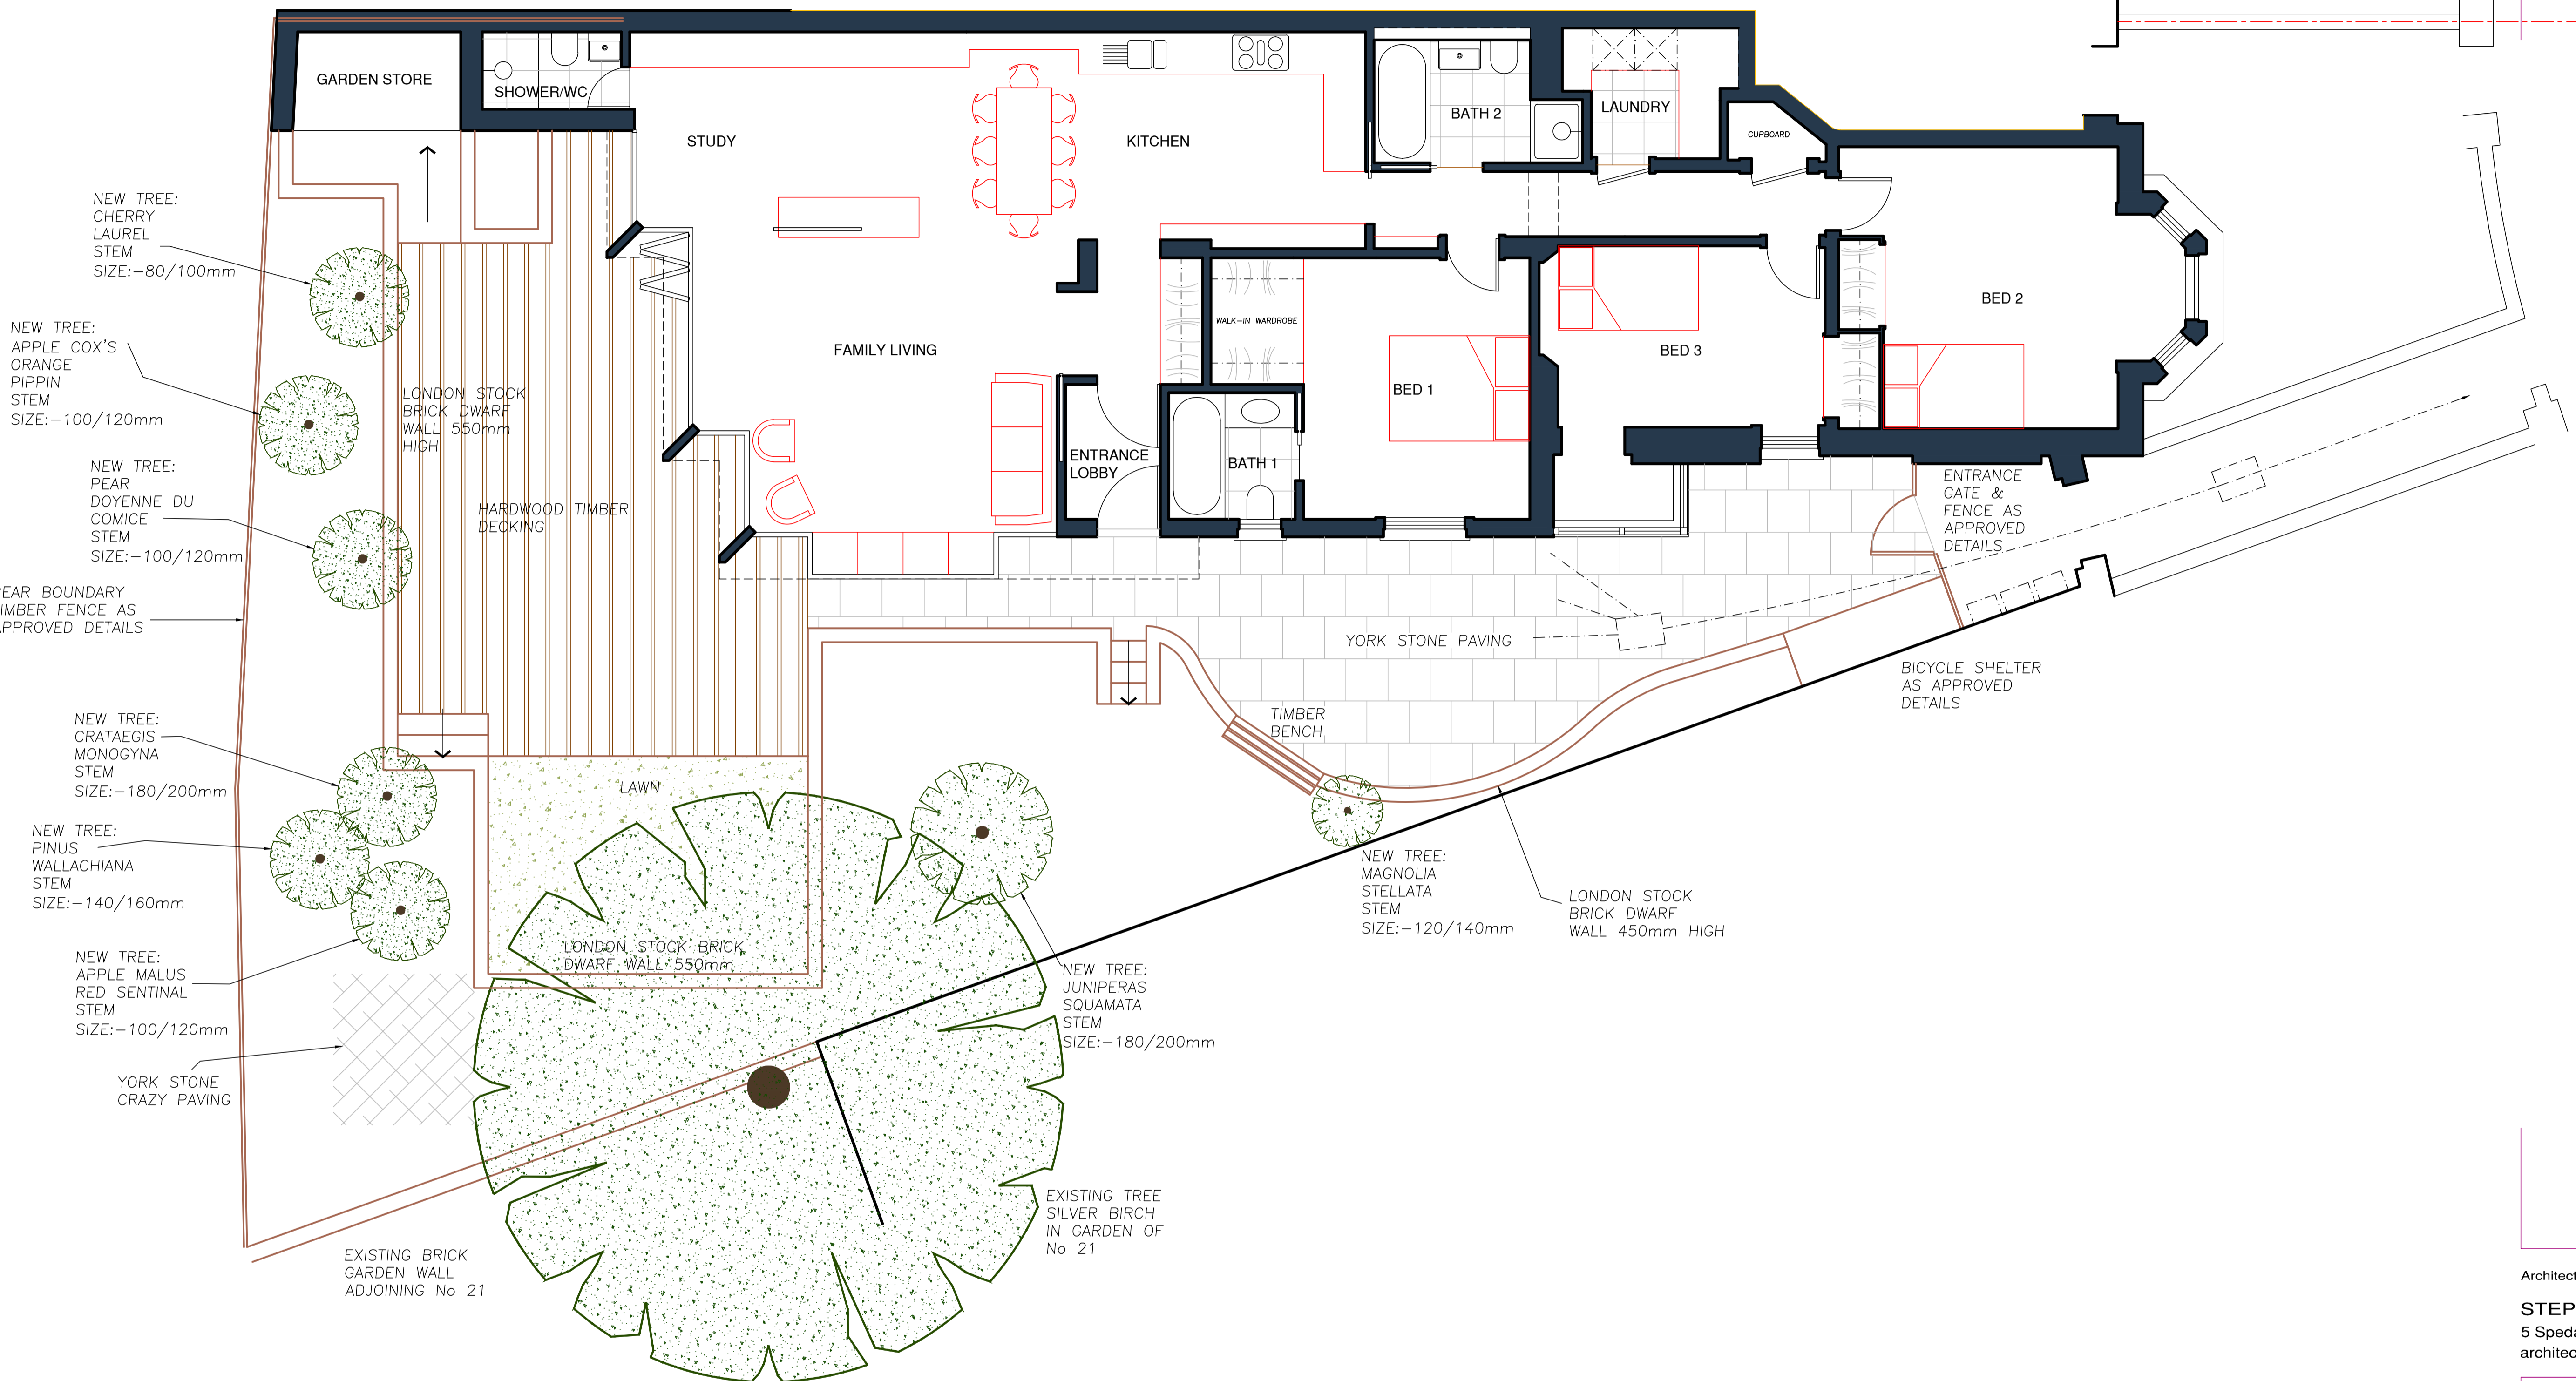 GARDEN STORE
SHOWER/WC
STUDY
KITCHEN
BATH 2
LAUNDRY
CUPBOARD
NEW TREE:
CHERRY
LAUREL
STEM
SIZE:-80/100mm
BED 2
WALK-IN WARDROBE
FAMILY LIVING
BED 3
BED 1
NEW TREE:
APPLE COX'S
ORANGE
PIPPIN
STEM
SIZE:-100/120mm
LONDON STOCK
BRICK DWARF
WALL 550mm
HIGH
ENTRANCE
LOBBY
BATH 1
NEW TREE:
PEAR
DOYENNE DU
COMICE
STEM
SIZE:-100/120mm
HARDWOOD TIMBER
DECKING
ENTRANCE
GATE &
FENCE AS
APPROVED
DETAILS
BOUNDARY
FENCE AS
DETAILS
YORK STONE PAVING
BICYCLE SHELTER
AS APPROVED
DETAILS
TIMBER
BENCH
NEW TREE:
CRATAEGIS
MONOGYNA
STEM
SIZE:-180/200mm
LAWN
NEW TREE:
PINUS
WALLACHIANA
STEM
SIZE:-140/160mm
NEW TREE:
MAGNOLIA
STELLATA
STEM
SIZE:-120/140mm
LONDON STOCK
BRICK DWARF
WALL 450mm HIGH
LONDON STOCK BRICK
DWARF WALL 550mm
NEW TREE:
APPLE MALUS
RED SENTINAL
STEM
SIZE:-100/120mm
NEW TREE:
JUNIPERAS
SQUAMATA
STEM
SIZE:-180/200mm
YORK STONE
CRAZY PAVING
EXISTING TREE
SILVER BIRCH
IN GARDEN OF
No 21
EXISTING BRICK
GARDEN WALL
ADJOINING No 21
Architect
STEP
5 Speda
architec